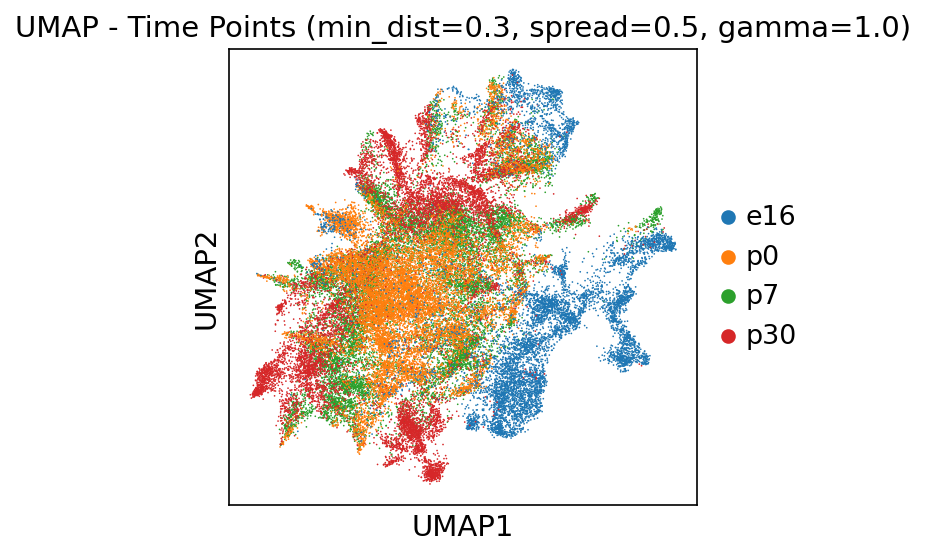 UMAP - Time Points (min_dist=0.3, spread=0.5, gamma=1.0)
UMAP2
e16
p0
p7
p30
UMAP1